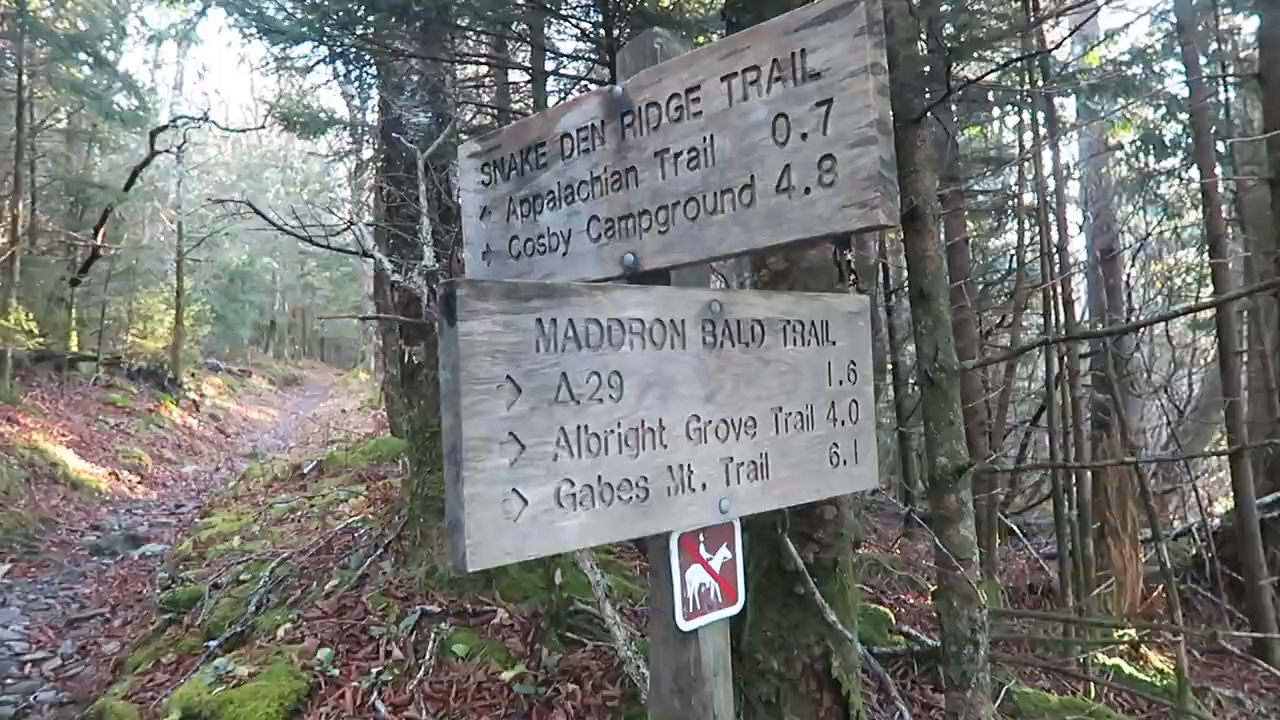 SNAKE DEN RIDGE TRAIL
Appalachian Trail 0.7
Cosby Campground 4.8
MADDRON BALD TRAIL
Δ29 1.6
Albright Grove Trail 4.0
Gabes Mt. Trail 6.1